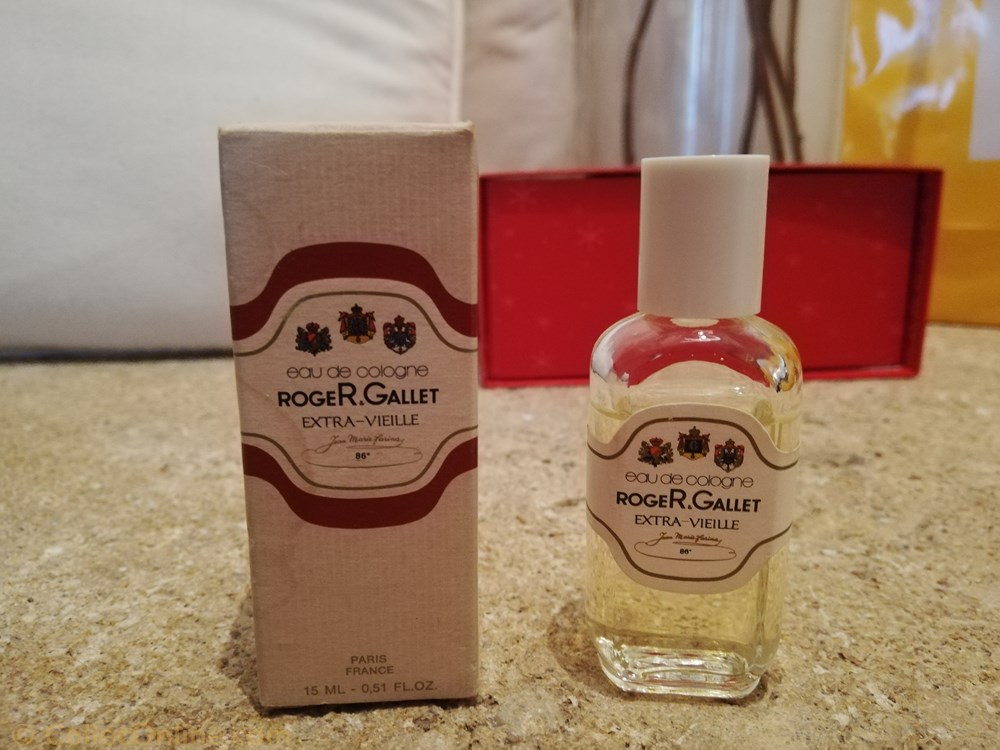 eau de cologne
ROGER.GALLET
EXTRA-VIEILLE
Jean Marie Farina
86°
PARIS
FRANCE
15 ML - 0,51 FL.OZ.
eau de cologne
ROGER.GALLET
EXTRA-VIEILLE
Jean Marie Farina
86°